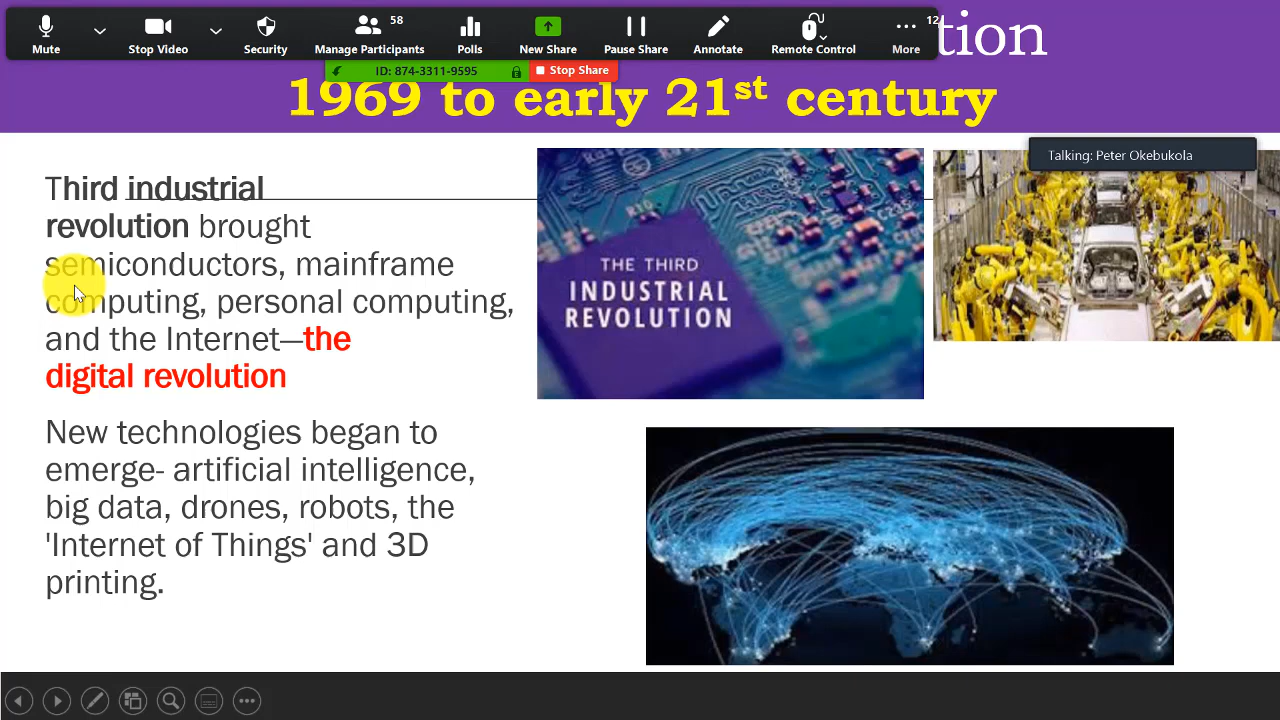 58
12
Mute
Stop Video
Security
Manage Participants
Polls
New Share
Pause Share
Annotate
Remote Control
More
tion
ID: 874-3311-9595
Stop Share
1969 to early 21st century
Talking: Peter Okebukola
Third industrial
revolution brought
semiconductors, mainframe
computing, personal computing,
and the Internet—the
digital revolution
New technologies began to
emerge- artificial intelligence,
big data, drones, robots, the
'Internet of Things' and 3D
printing.
R10
C235
THE THIRD
INDUSTRIAL
REVOLUTION